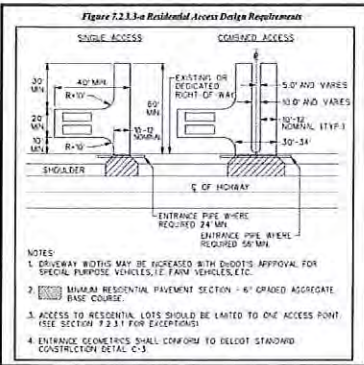 Figure 7.2.3.3-a Residential Access Design Requirements
SINGLE ACCESS
COMBINED ACCESS
40' MIN.
30' MIN.
R=10'
20' MIN.
10' MIN.
R=10'
10-12 NOMINAL
60' MIN.
EXISTING OR
DEDICATED
RIGHT-OF-WAY
5.0' AND VARIES
10.0' AND VARIES
10'-12'
NOMINAL (TYP.)
30'-34'
SHOULDER
℄ OF HIGHWAY
ENTRANCE PIPE WHERE
REQUIRED 24' MIN.
ENTRANCE PIPE WHERE
REQUIRED 56' MIN.
NOTES:
1. DRIVEWAY WIDTHS MAY BE INCREASED WITH DelDOT'S APPROVAL FOR
SPECIAL PURPOSE VEHICLES, I.E. FARM VEHICLES, ETC.
2. MINIMUM RESIDENTIAL PAVEMENT SECTION - 6" GRADED AGGREGATE
BASE COURSE.
3. ACCESS TO RESIDENTIAL LOTS SHOULD BE LIMITED TO ONE ACCESS POINT.
(SEE SECTION 7.2.3.1 FOR EXCEPTIONS)
4. ENTRANCE GEOMETRICS SHALL CONFORM TO DELDOT STANDARD
CONSTRUCTION DETAIL C-3.